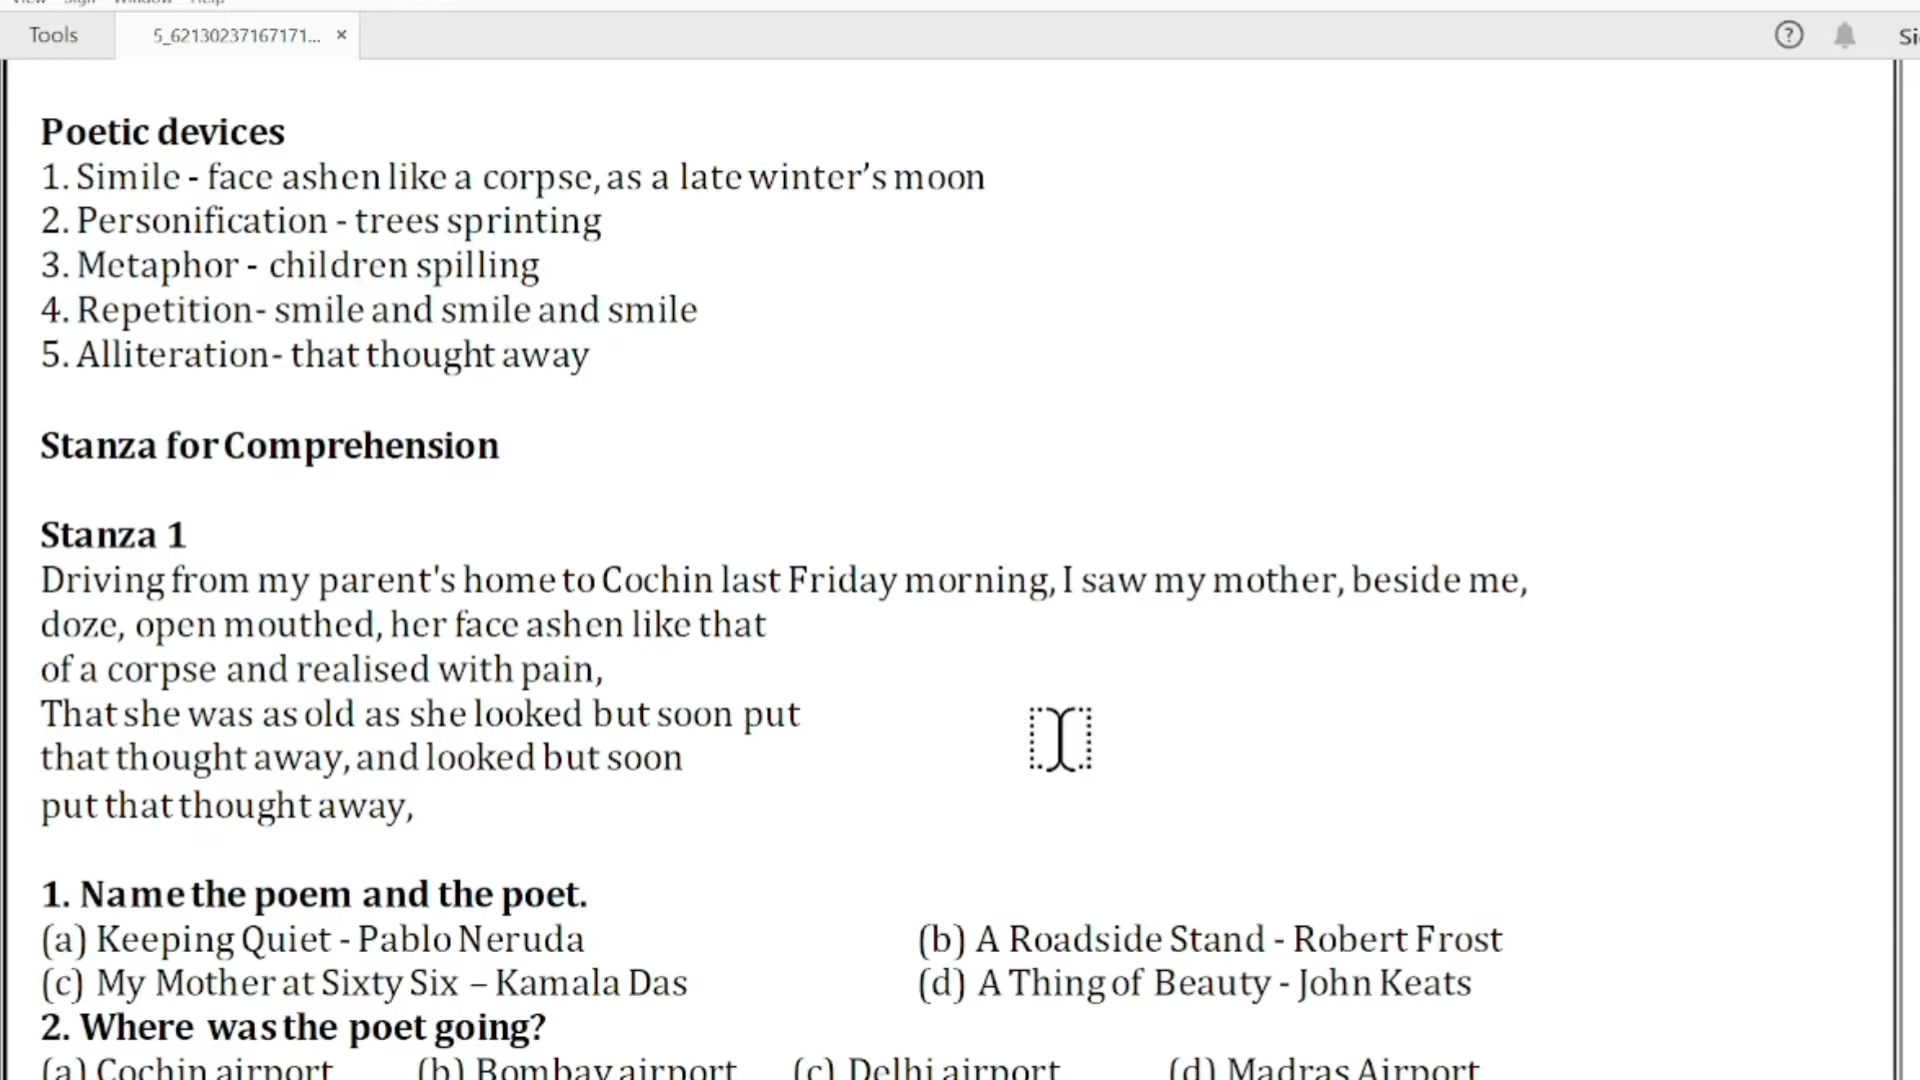 View Sign Window Help
Tools 5_62130237167171... × ? Si
Poetic devices
1. Simile - face ashen like a corpse, as a late winter's moon
2. Personification - trees sprinting
3. Metaphor - children spilling
4. Repetition- smile and smile and smile
5. Alliteration- that thought away
Stanza for Comprehension
Stanza 1
Driving from my parent's home to Cochin last Friday morning, I saw my mother, beside me,
doze, open mouthed, her face ashen like that
of a corpse and realised with pain,
That she was as old as she looked but soon put
that thought away, and looked but soon
put that thought away,
1. Name the poem and the poet.
(a) Keeping Quiet - Pablo Neruda (b) A Roadside Stand - Robert Frost
(c) My Mother at Sixty Six – Kamala Das (d) A Thing of Beauty - John Keats
2. Where was the poet going?
(a) Cochin airport (b) Bombay airport (c) Delhi airport (d) Madras Airport